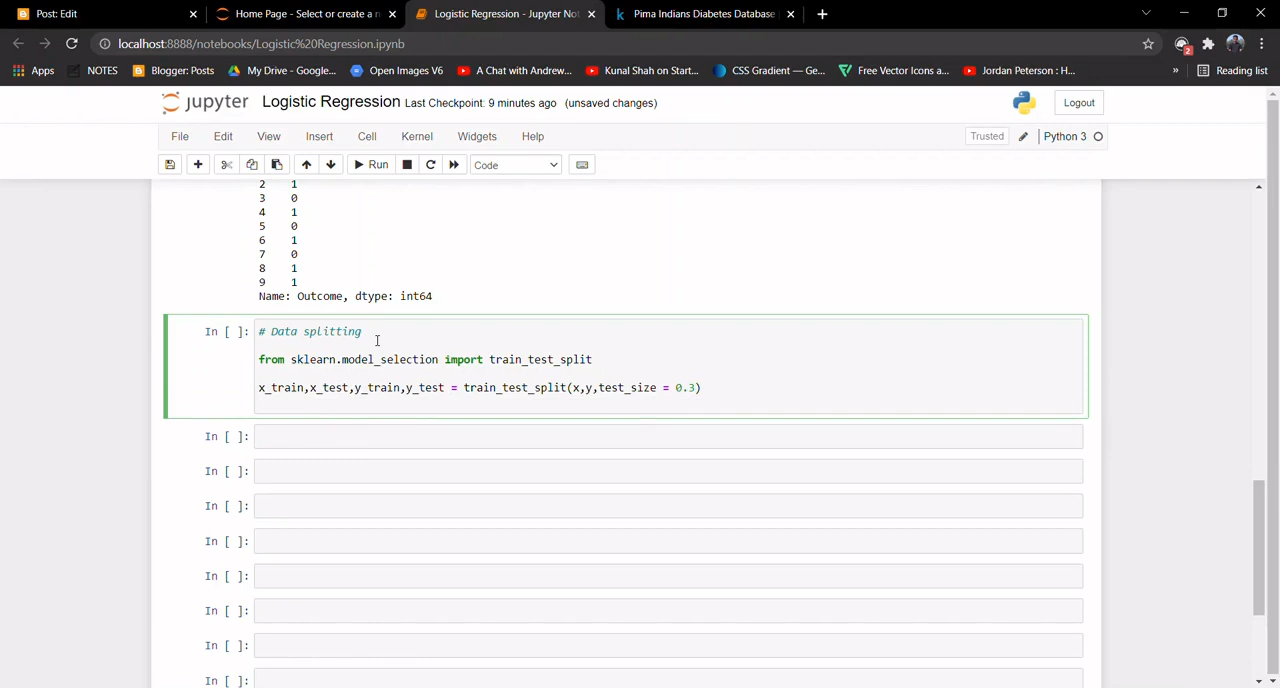 Post: Edit
Home Page - Select or create a n
Logistic Regression - Jupyter Not
Pima Indians Diabetes Database
localhost:8888/notebooks/Logistic%20Regression.ipynb
2
Apps
NOTES
Blogger: Posts
My Drive - Google...
Open Images V6
A Chat with Andrew...
Kunal Shah on Start...
CSS Gradient — Ge...
Free Vector Icons a...
Jordan Peterson : H...
»
Reading list
jupyter
Logistic Regression Last Checkpoint: 9 minutes ago (unsaved changes)
Logout
File
Edit
View
Insert
Cell
Kernel
Widgets
Help
Trusted
Python 3
Run
Code
2 1
3 0
4 1
5 0
6 1
7 0
8 1
9 1
Name: Outcome, dtype: int64
In [ ]: # Data splitting
from sklearn.model_selection import train_test_split
x_train,x_test,y_train,y_test = train_test_split(x,y,test_size = 0.3)
In [ ]:
In [ ]:
In [ ]:
In [ ]:
In [ ]:
In [ ]:
In [ ]:
In [ ]: